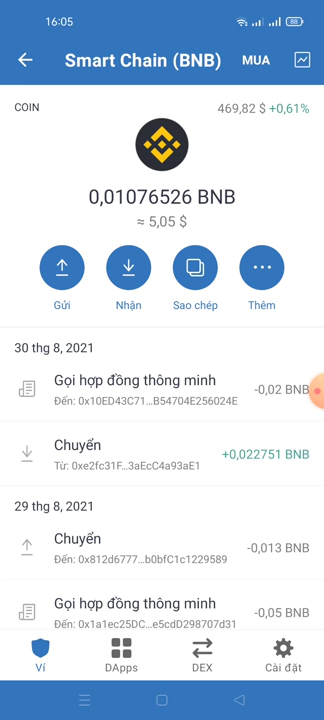 16:05
88
Smart Chain (BNB)
MUA
COIN
469,82 $ +0,61%
0,01076526 BNB
≈ 5,05 $
Gửi
Nhận
Sao chép
Thêm
30 thg 8, 2021
Gọi hợp đồng thông minh
-0,02 BNB
Đến: 0x10ED43C71...B54704E256024E
Chuyển
+0,022751 BNB
Từ: 0xe2fc31F...3aEcC4a93aE1
29 thg 8, 2021
Chuyển
-0,013 BNB
Đến: 0x812d6777...b0bfC1c1229589
Gọi hợp đồng thông minh
-0,05 BNB
Đến: 0x1a1ec25DC...e5cdD298707d31
Ví
DApps
DEX
Cài đặt